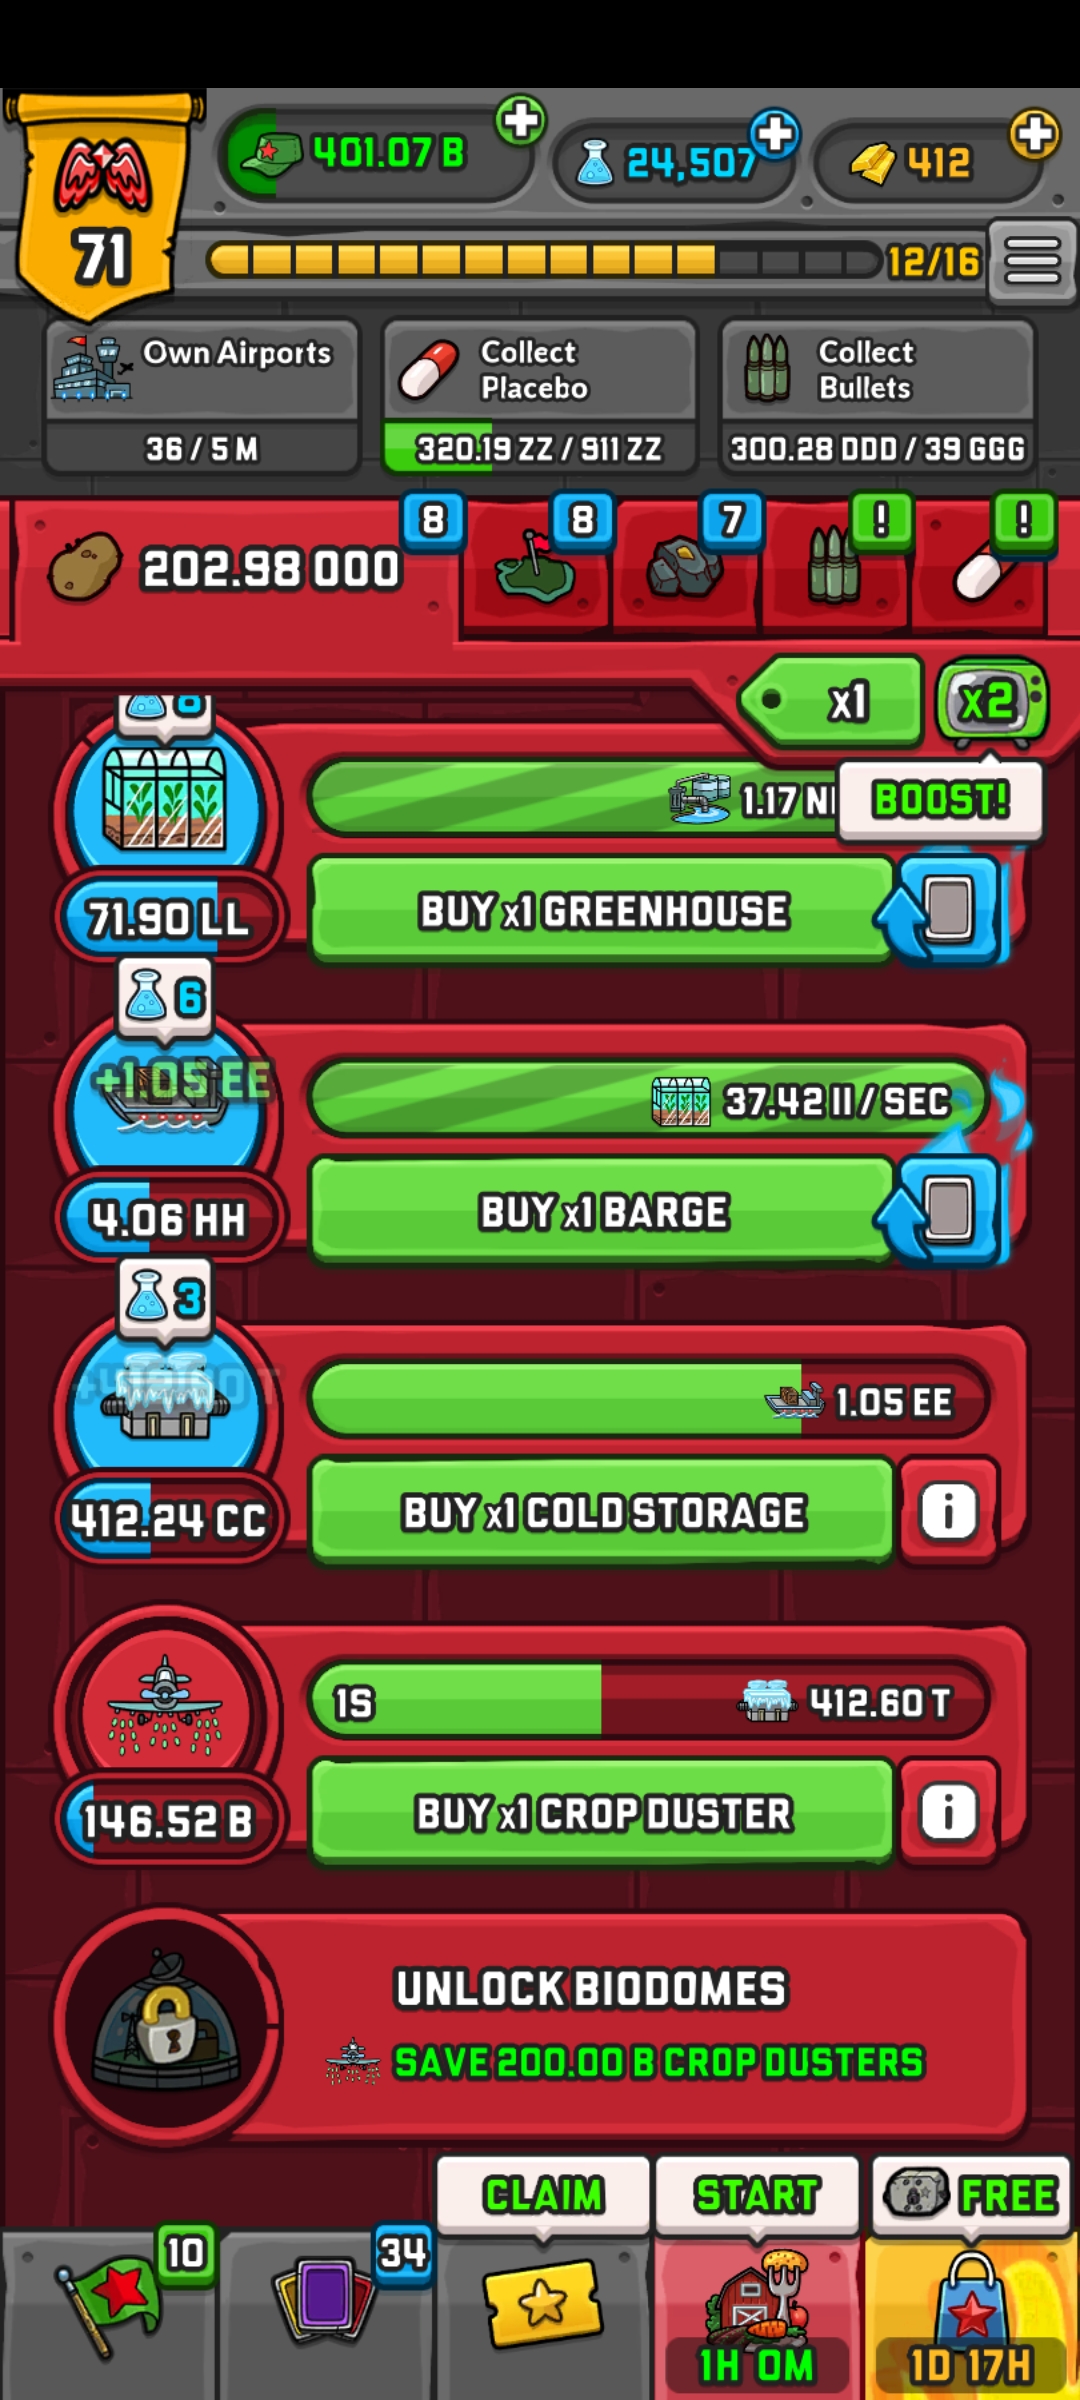 401.07 B
24,507
412
71
12/16
Own Airports
36 / 5 M
Collect
Placebo
320.19 ZZ / 911 ZZ
Collect
Bullets
300.28 DDD / 39 GGG
202.98 OOO
8
8
7
!
!
x1
x2
BOOST!
1.17
71.90 LL
BUY x1 GREENHOUSE
6
+1.05 EE
37.42 II / SEC
4.06 HH
BUY x1 BARGE
3
1.05 EE
412.24 CC
BUY x1 COLD STORAGE
i
1S
412.60 T
146.52 B
BUY x1 CROP DUSTER
i
UNLOCK BIODOMES
SAVE 200.00 B CROP DUSTERS
CLAIM
START
FREE
10
34
1H 0M
1D 17H